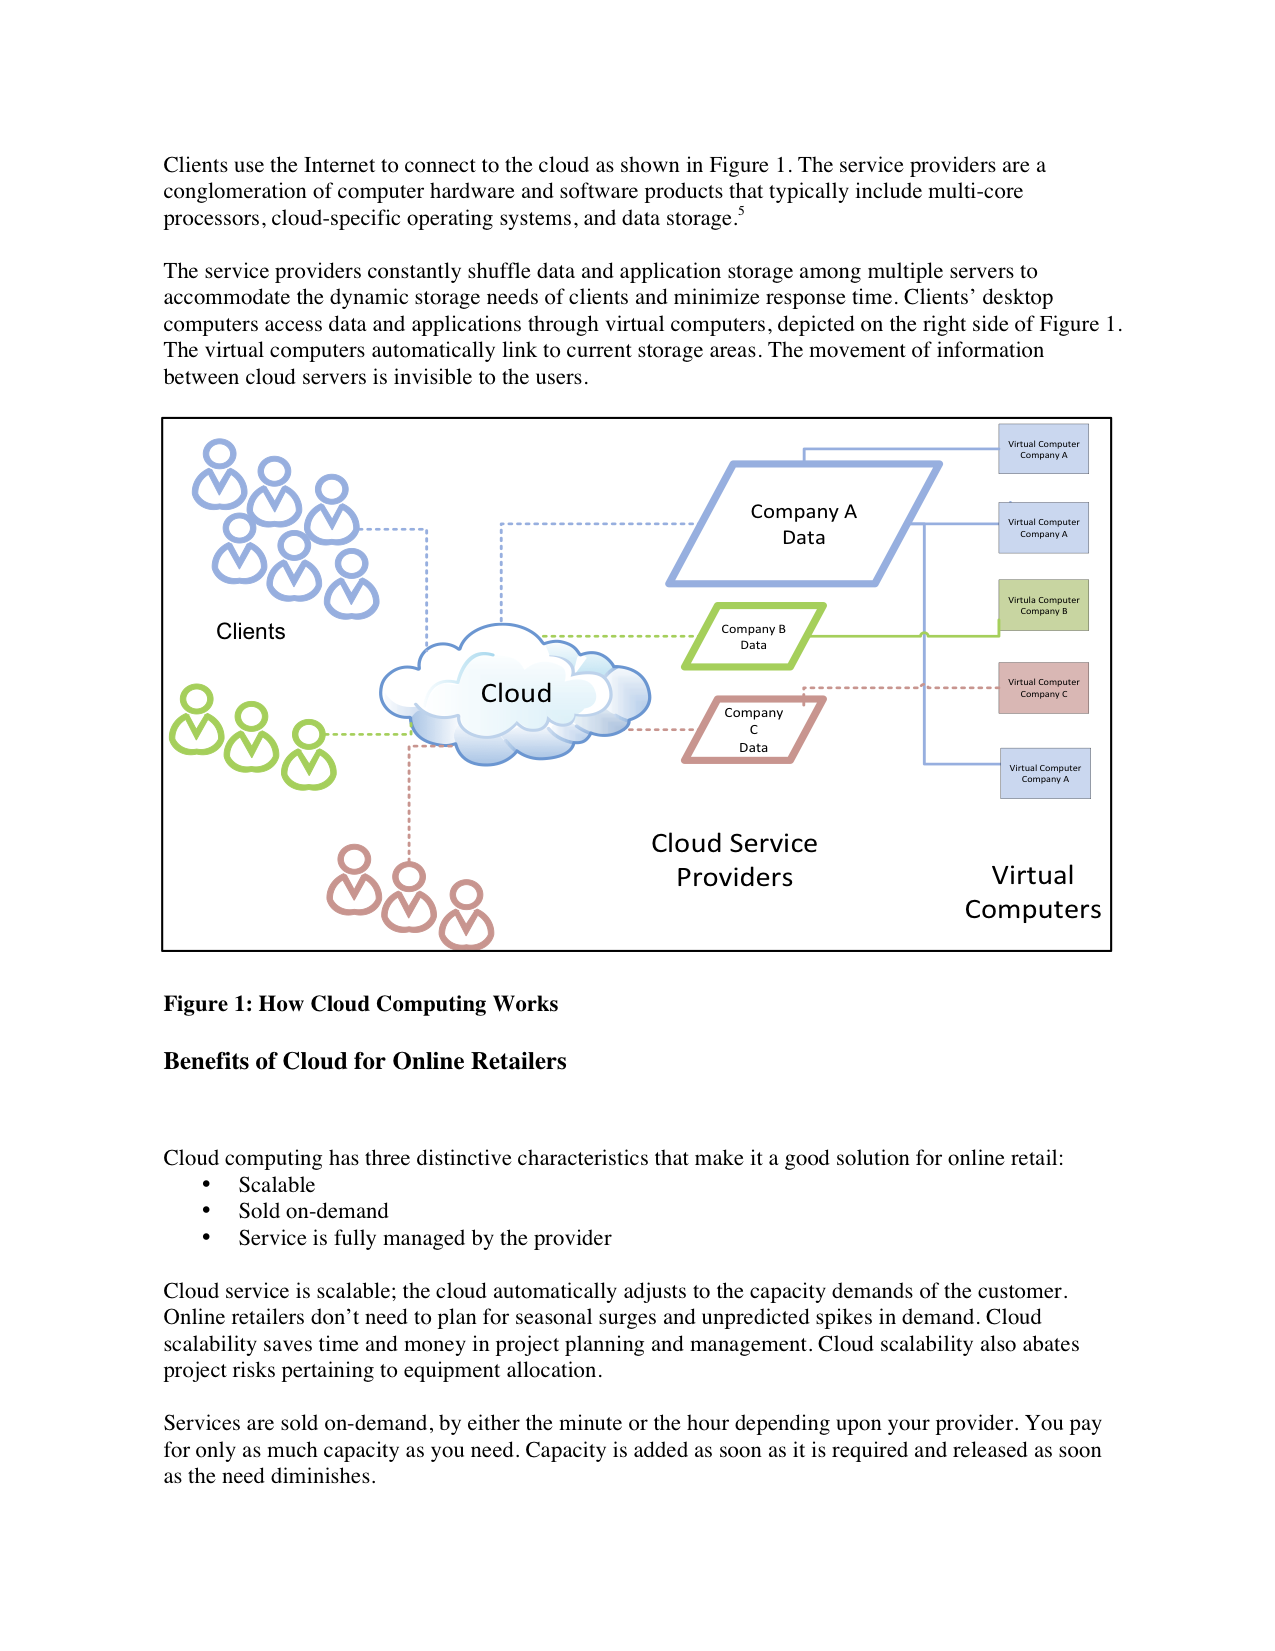 Clients use the Internet to connect to the cloud as shown in Figure 1. The service providers are a
conglomeration of computer hardware and software products that typically include multi-core
processors, cloud-specific operating systems, and data storage.5
The service providers constantly shuffle data and application storage among multiple servers to
accommodate the dynamic storage needs of clients and minimize response time. Clients’ desktop
computers access data and applications through virtual computers, depicted on the right side of Figure 1.
The virtual computers automatically link to current storage areas. The movement of information
between cloud servers is invisible to the users.
Clients
Cloud
Company A
Data
Company B
Data
Company
C
Data
Cloud Service
Providers
Virtual Computer
Company A
Virtual Computer
Company A
Virtula Computer
Company B
Virtual Computer
Company C
Virtual Computer
Company A
Virtual
Computers
Figure 1: How Cloud Computing Works
Benefits of Cloud for Online Retailers
Cloud computing has three distinctive characteristics that make it a good solution for online retail:
• Scalable
• Sold on-demand
• Service is fully managed by the provider
Cloud service is scalable; the cloud automatically adjusts to the capacity demands of the customer.
Online retailers don’t need to plan for seasonal surges and unpredicted spikes in demand. Cloud
scalability saves time and money in project planning and management. Cloud scalability also abates
project risks pertaining to equipment allocation.
Services are sold on-demand, by either the minute or the hour depending upon your provider. You pay
for only as much capacity as you need. Capacity is added as soon as it is required and released as soon
as the need diminishes.